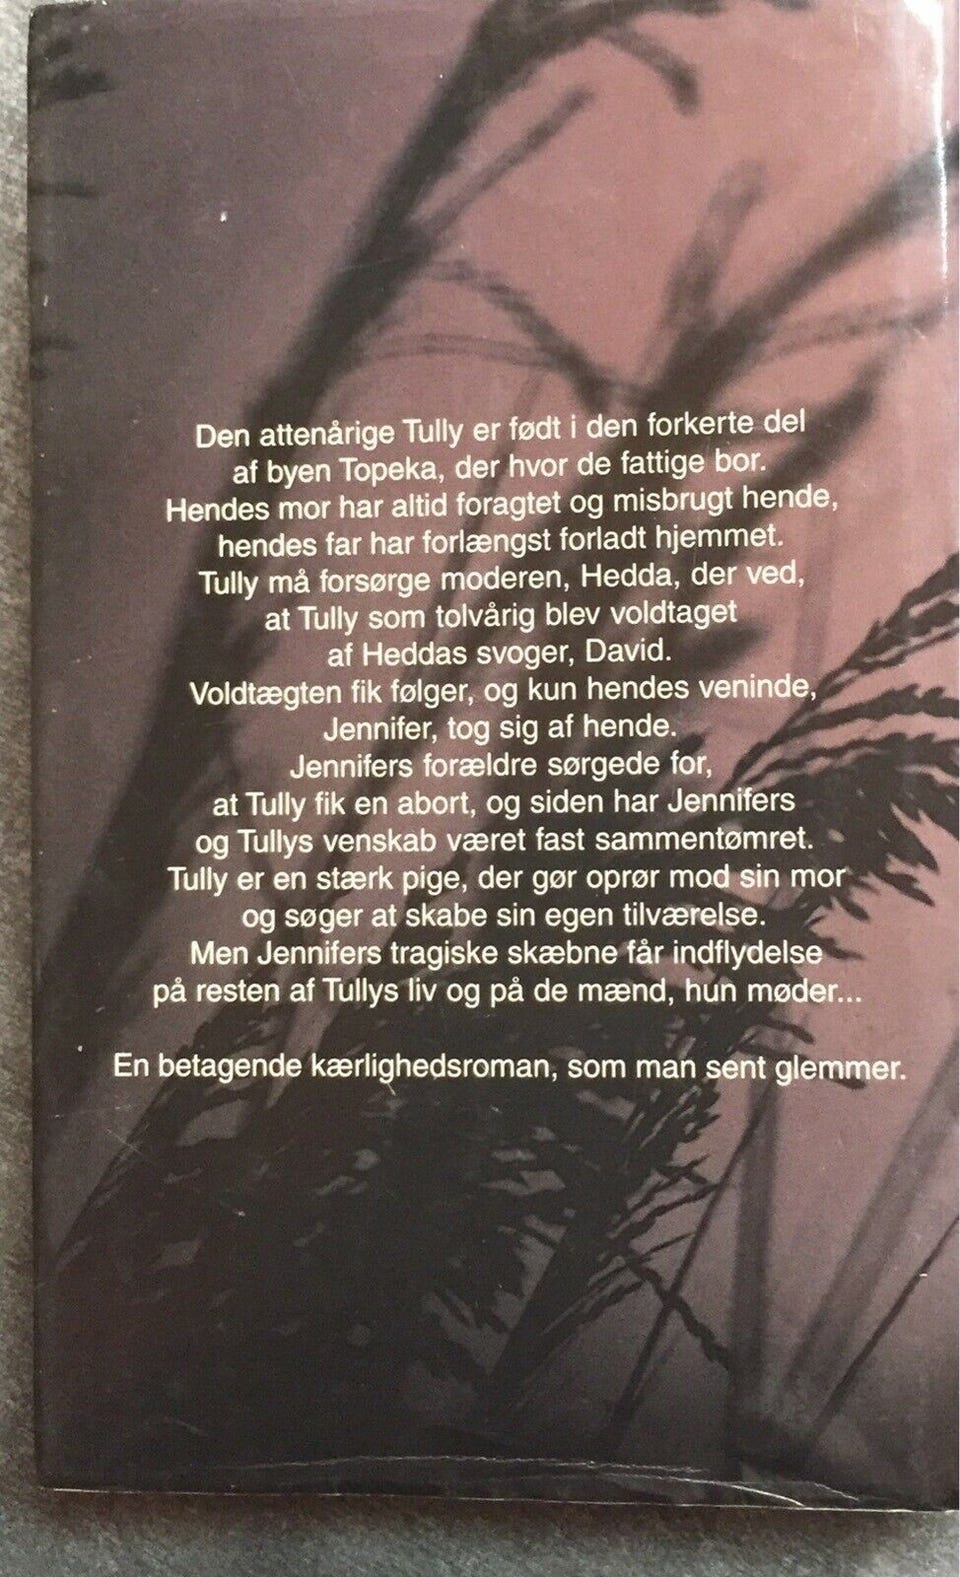 Den attenårige Tully er født i den forkerte del
af byen Topeka, der hvor de fattige bor.
Hendes mor har altid foragtet og misbrugt hende,
hendes far har forlængst forladt hjemmet.
Tully må forsørge moderen, Hedda, der ved,
at Tully som tolvårig blev voldtaget
af Heddas svoger, David.
Voldtægten fik følger, og kun hendes veninde,
Jennifer, tog sig af hende.
Jennifers forældre sørgede for,
at Tully fik en abort, og siden har Jennifers
og Tullys venskab været fast sammentømret.
Tully er en stærk pige, der gør oprør mod sin mor
og søger at skabe sin egen tilværelse.
Men Jennifers tragiske skæbne får indflydelse
på resten af Tullys liv og på de mænd, hun møder...
En betagende kærlighedsroman, som man sent glemmer.